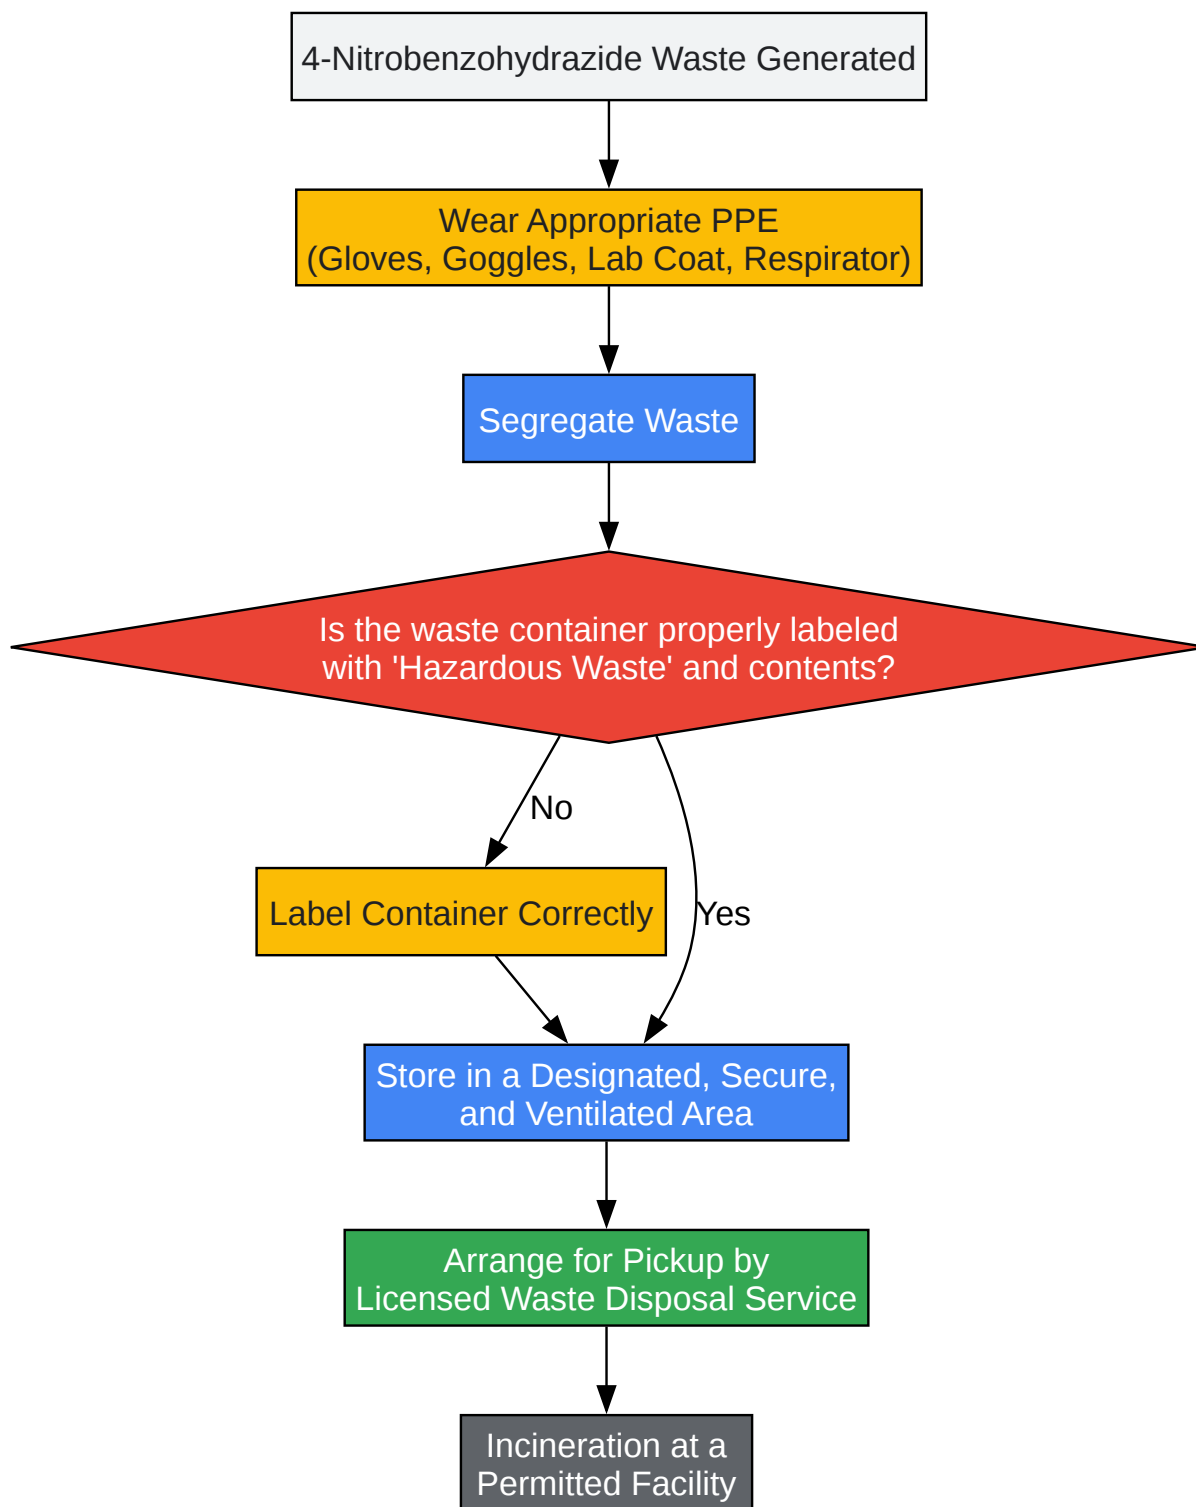 4-Nitrobenzohydrazide Waste Generated
Wear Appropriate PPE
(Gloves, Goggles, Lab Coat, Respirator)
Segregate Waste
Is the waste container properly labeled
with 'Hazardous Waste' and contents?
No
Label Container Correctly
Yes
Store in a Designated, Secure,
and Ventilated Area
Arrange for Pickup by
Licensed Waste Disposal Service
Incineration at a
Permitted Facility